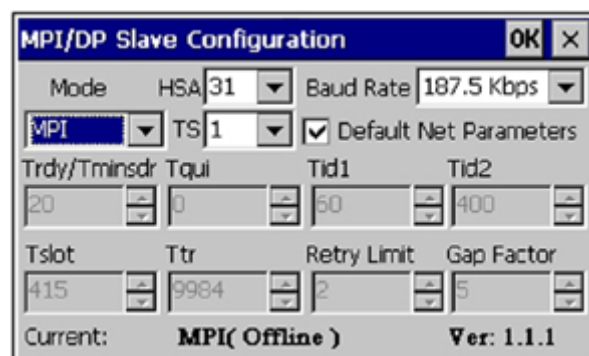 MPI/DP Slave Configuration OK ×
Mode HSA 31 Baud Rate 187.5 Kbps
MPI TS 1 Default Net Parameters
Trdy/Tminsdr Tqui Tid1 Tid2
20 0 60 400
Tslot Ttr Retry Limit Gap Factor
415 9984 2 5
Current: MPI( Offline ) Ver: 1.1.1